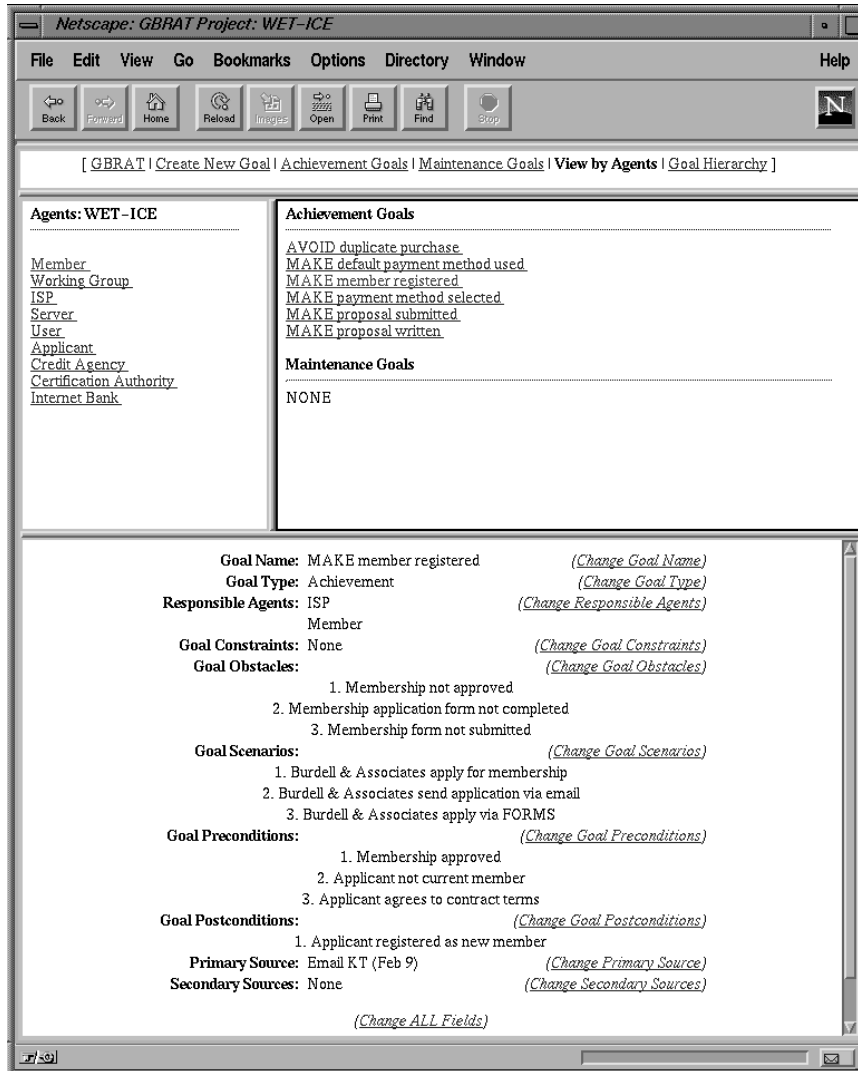 Netscape: GBRAT Project: WET-ICE
File Edit View Go Bookmarks Options Directory Window Help
Back Forward Home Reload Images Open Print Find Stop N
[ GBRAT | Create New Goal | Achievement Goals | Maintenance Goals | View by Agents | Goal Hierarchy ]
Agents: WET-ICE
Member
Working Group
ISP
Server
User
Applicant
Credit Agency
Certification Authority
Internet Bank
Achievement Goals
AVOID duplicate purchase
MAKE default payment method used
MAKE member registered
MAKE payment method selected
MAKE proposal submitted
MAKE proposal written
Maintenance Goals
NONE
Goal Name: MAKE member registered (Change Goal Name)
Goal Type: Achievement (Change Goal Type)
Responsible Agents: ISP (Change Responsible Agents)
Member
Goal Constraints: None (Change Goal Constraints)
Goal Obstacles: (Change Goal Obstacles)
1. Membership not approved
2. Membership application form not completed
3. Membership form not submitted
Goal Scenarios: (Change Goal Scenarios)
1. Burdell & Associates apply for membership
2. Burdell & Associates send application via email
3. Burdell & Associates apply via FORMS
Goal Preconditions: (Change Goal Preconditions)
1. Membership approved
2. Applicant not current member
3. Applicant agrees to contract terms
Goal Postconditions: (Change Goal Postconditions)
1. Applicant registered as new member
Primary Source: Email KT (Feb 9) (Change Primary Source)
Secondary Sources: None (Change Secondary Sources)
(Change ALL Fields)